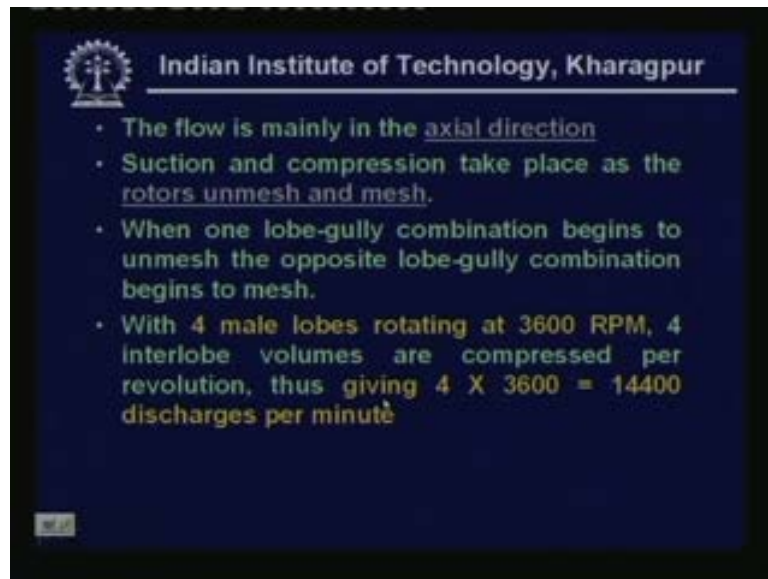 Indian Institute of Technology, Kharagpur
• The flow is mainly in the axial direction
• Suction and compression take place as the
rotors unmesh and mesh.
• When one lobe-gully combination begins to
unmesh the opposite lobe-gully combination
begins to mesh.
• With 4 male lobes rotating at 3600 RPM, 4
interlobe volumes are compressed per
revolution, thus giving 4 X 3600 = 14400
discharges per minute